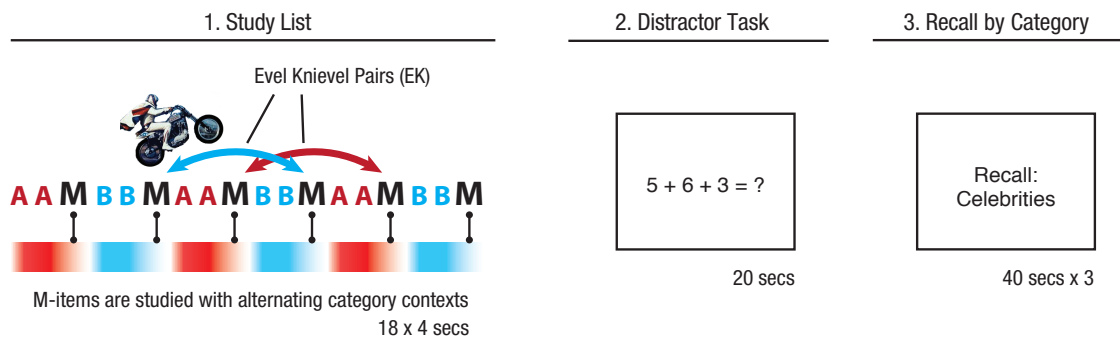 1. Study List
2. Distractor Task
3. Recall by Category
Evel Knievel Pairs (EK)
A A M B B M A A M B B M A A M B B M
5 + 6 + 3 = ?
Recall:
Celebrities
20 secs
40 secs x 3
M-items are studied with alternating category contexts
18 x 4 secs